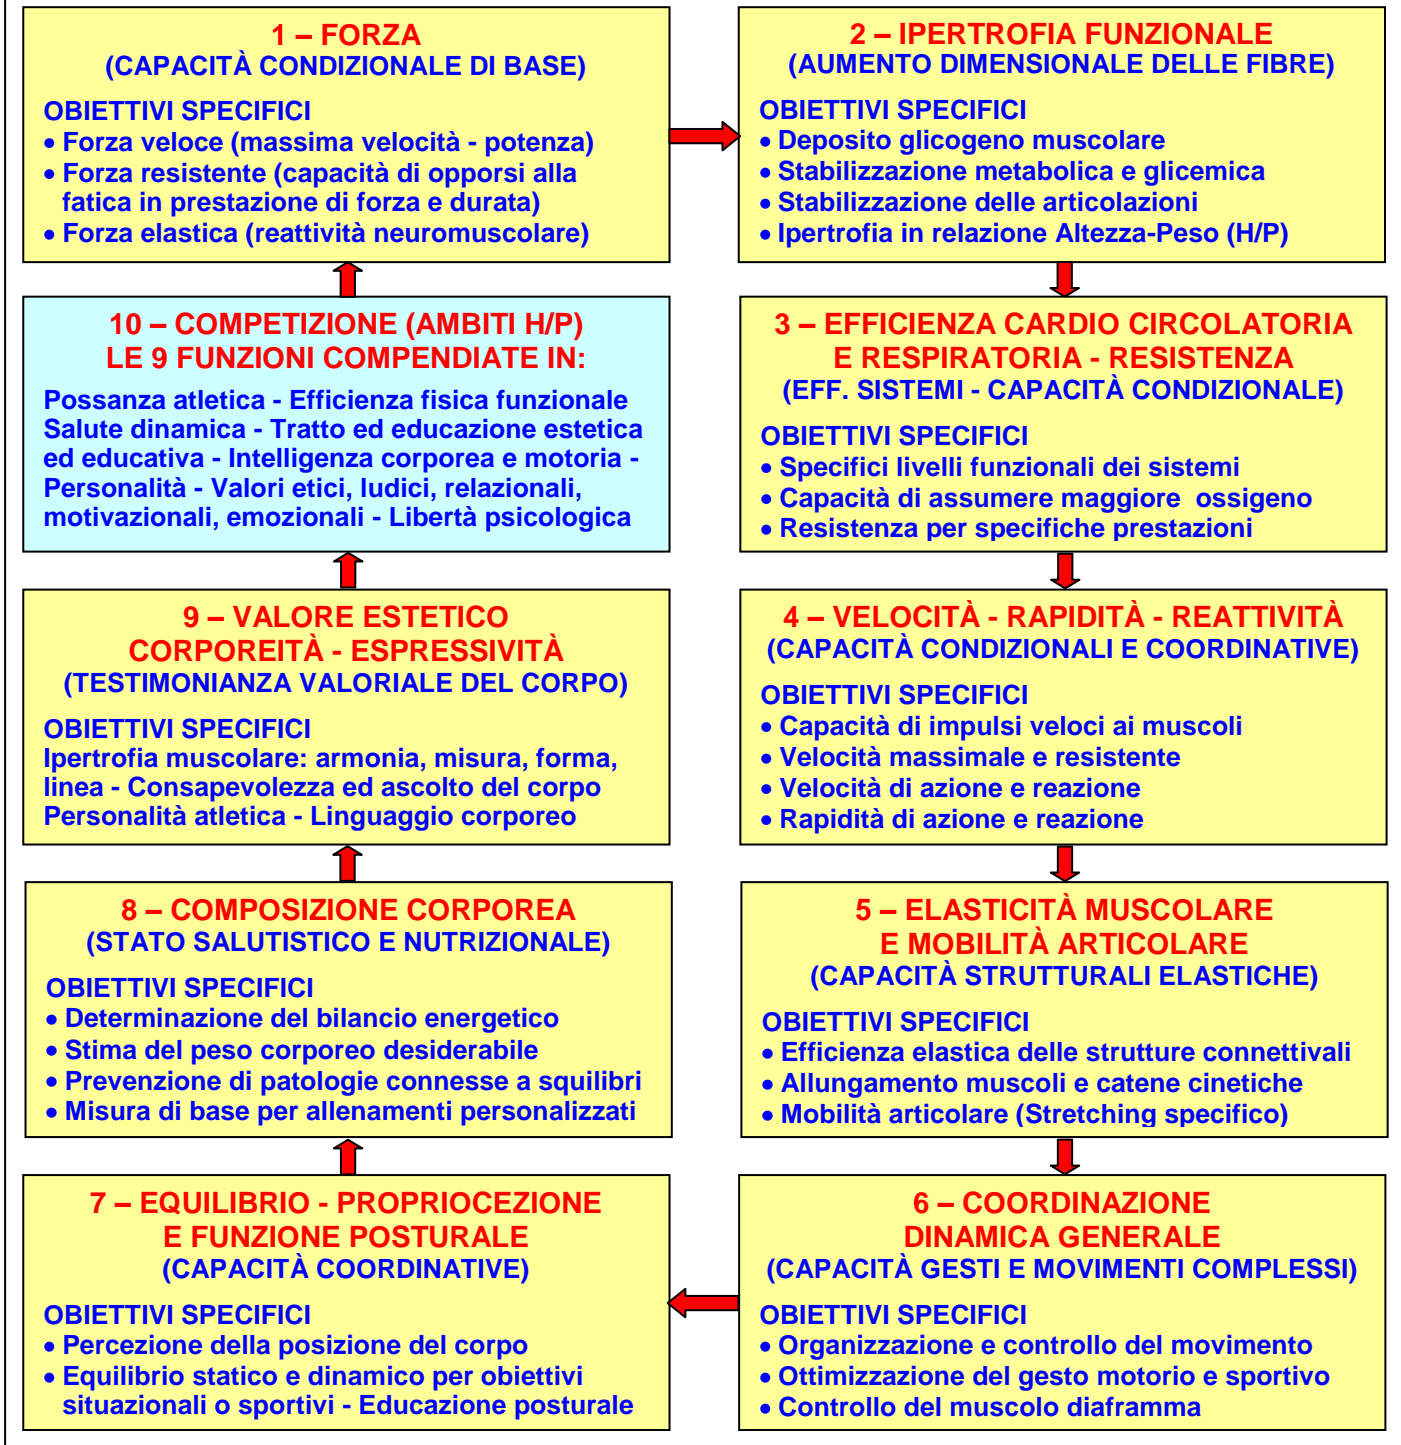 1 – FORZA
(CAPACITÀ CONDIZIONALE DI BASE)
OBIETTIVI SPECIFICI
• Forza veloce (massima velocità - potenza)
• Forza resistente (capacità di opporsi alla
fatica in prestazione di forza e durata)
• Forza elastica (reattività neuromuscolare)
2 – IPERTROFIA FUNZIONALE
(AUMENTO DIMENSIONALE DELLE FIBRE)
OBIETTIVI SPECIFICI
• Deposito glicogeno muscolare
• Stabilizzazione metabolica e glicemica
• Stabilizzazione delle articolazioni
• Ipertrofia in relazione Altezza-Peso (H/P)
3 – EFFICIENZA CARDIO CIRCOLATORIA
E RESPIRATORIA - RESISTENZA
(EFF. SISTEMI - CAPACITÀ CONDIZIONALE)
OBIETTIVI SPECIFICI
• Specifici livelli funzionali dei sistemi
• Capacità di assumere maggiore ossigeno
• Resistenza per specifiche prestazioni
4 – VELOCITÀ - RAPIDITÀ - REATTIVITÀ
(CAPACITÀ CONDIZIONALI E COORDINATIVE)
OBIETTIVI SPECIFICI
• Capacità di impulsi veloci ai muscoli
• Velocità massimale e resistente
• Velocità di azione e reazione
• Rapidità di azione e reazione
5 – ELASTICITÀ MUSCOLARE
E MOBILITÀ ARTICOLARE
(CAPACITÀ STRUTTURALI ELASTICHE)
OBIETTIVI SPECIFICI
• Efficienza elastica delle strutture connettivali
• Allungamento muscoli e catene cinetiche
• Mobilità articolare (Stretching specifico)
6 – COORDINAZIONE
DINAMICA GENERALE
(CAPACITÀ GESTI E MOVIMENTI COMPLESSI)
OBIETTIVI SPECIFICI
• Organizzazione e controllo del movimento
• Ottimizzazione del gesto motorio e sportivo
• Controllo del muscolo diaframma
7 – EQUILIBRIO - PROPRIOCEZIONE
E FUNZIONE POSTURALE
(CAPACITÀ COORDINATIVE)
OBIETTIVI SPECIFICI
• Percezione della posizione del corpo
• Equilibrio statico e dinamico per obiettivi
situazionali o sportivi - Educazione posturale
8 – COMPOSIZIONE CORPOREA
(STATO SALUTISTICO E NUTRIZIONALE)
OBIETTIVI SPECIFICI
• Determinazione del bilancio energetico
• Stima del peso corporeo desiderabile
• Prevenzione di patologie connesse a squilibri
• Misura di base per allenamenti personalizzati
9 – VALORE ESTETICO
CORPOREITÀ - ESPRESSIVITÀ
(TESTIMONIANZA VALORIALE DEL CORPO)
OBIETTIVI SPECIFICI
Ipertrofia muscolare: armonia, misura, forma,
linea - Consapevolezza ed ascolto del corpo
Personalità atletica - Linguaggio corporeo
10 – COMPETIZIONE (AMBITI H/P)
LE 9 FUNZIONI COMPENDIATE IN:
Possanza atletica - Efficienza fisica funzionale
Salute dinamica - Tratto ed educazione estetica
ed educativa - Intelligenza corporea e motoria -
Personalità - Valori etici, ludici, relazionali,
motivazionali, emozionali - Libertà psicologica